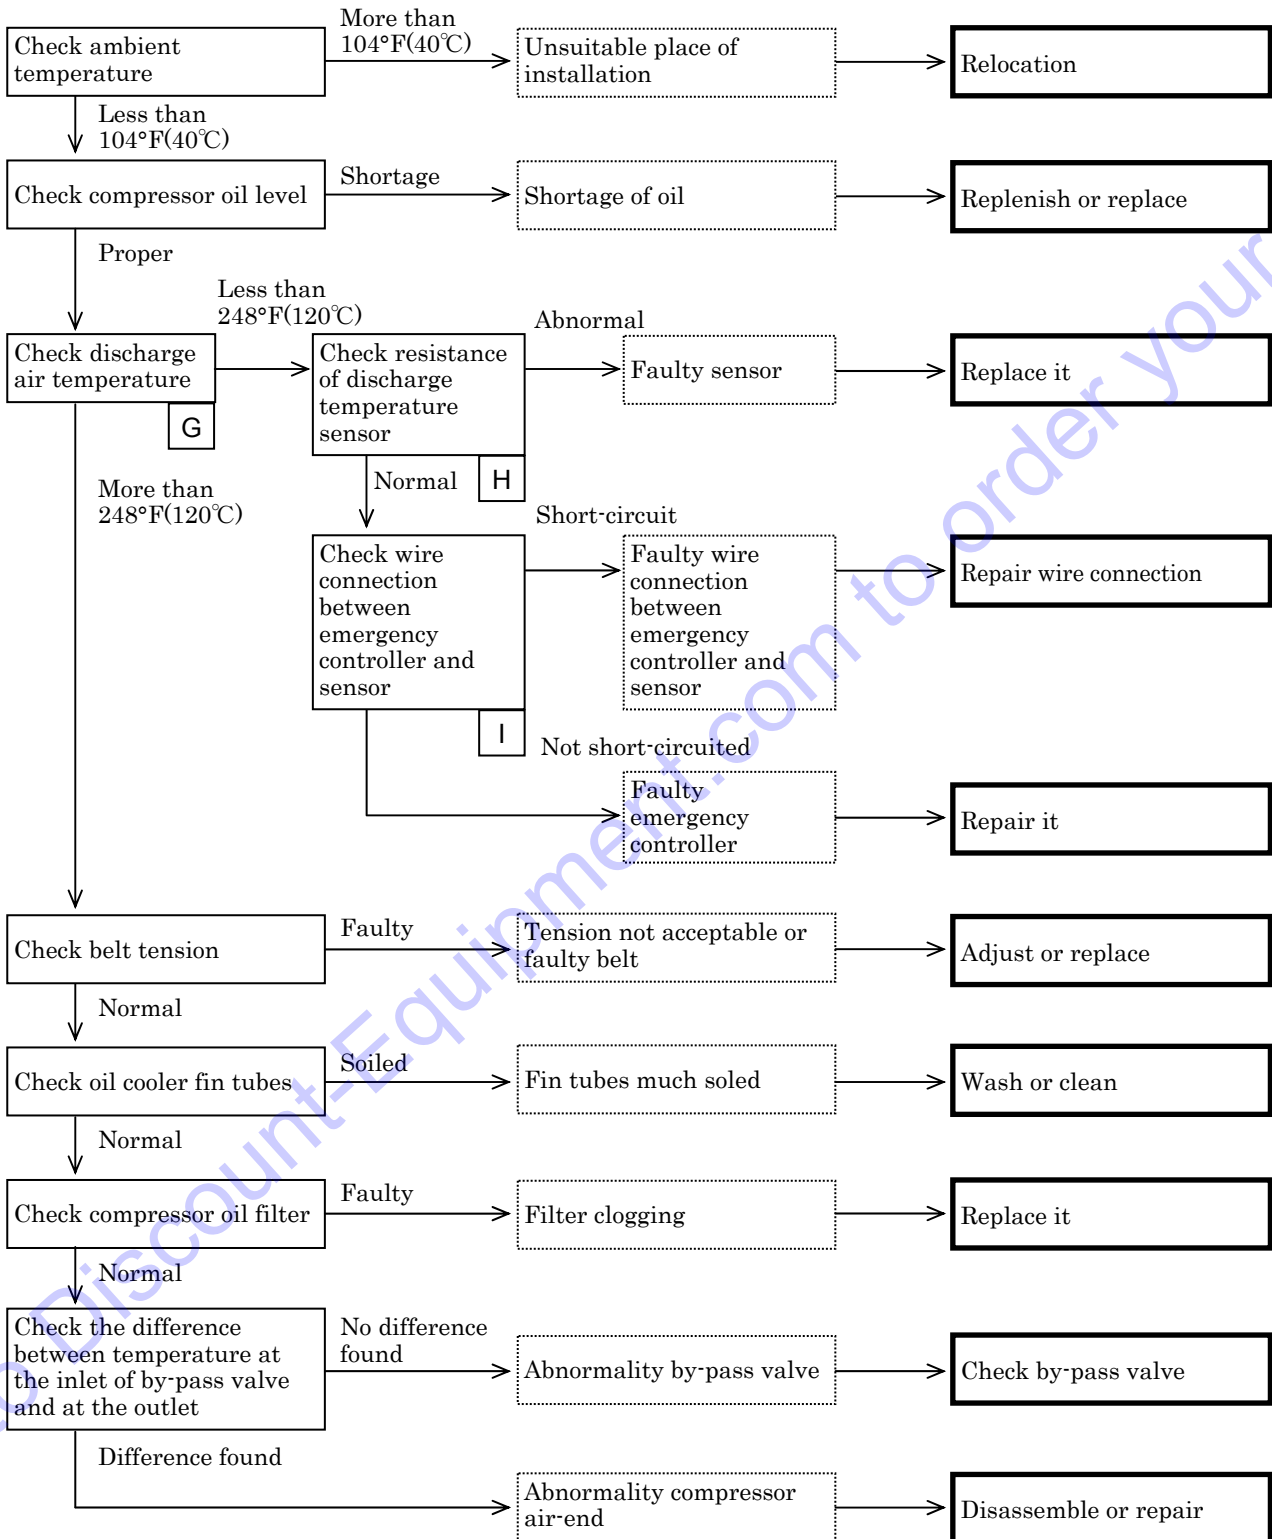 More than
104°F(40℃)
Check ambient
temperature
Unsuitable place of
installation
Relocation
Less than
104°F(40℃)
Check compressor oil level
Shortage
Shortage of oil
Replenish or replace
Proper
Less than
248°F(120℃)
Check discharge
air temperature
G
Check resistance
of discharge
temperature
sensor
H
Abnormal
Faulty sensor
Replace it
Normal
More than
248°F(120℃)
Short-circuit
Check wire
connection
between
emergency
controller and
sensor
I
Faulty wire
connection
between
emergency
controller and
sensor
Repair wire connection
Not short-circuited
Faulty
emergency
controller
Repair it
Check belt tension
Faulty
Tension not acceptable or
faulty belt
Adjust or replace
Normal
Check oil cooler fin tubes
Soiled
Fin tubes much soled
Wash or clean
Normal
Check compressor oil filter
Faulty
Filter clogging
Replace it
Normal
Check the difference
between temperature at
the inlet of by-pass valve
and at the outlet
No difference
found
Abnormality by-pass valve
Check by-pass valve
Difference found
Abnormality compressor
air-end
Disassemble or repair
o Discount-Equipment.com to order your